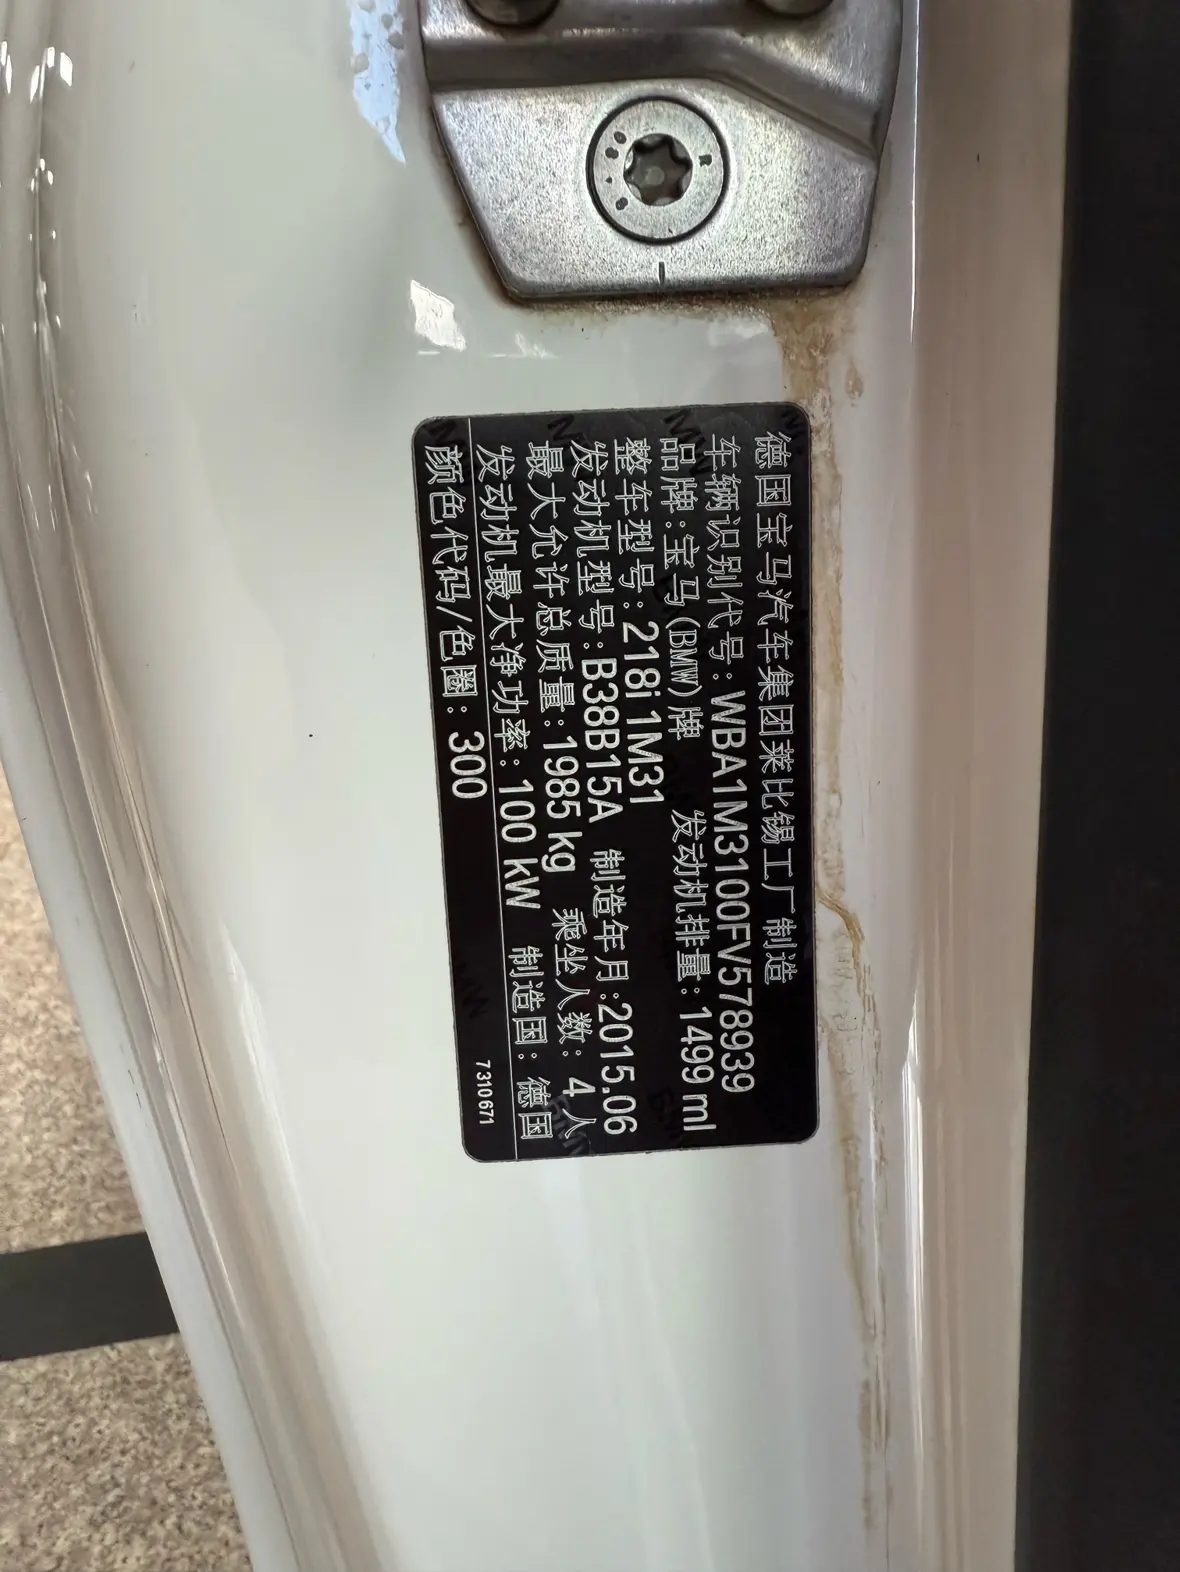 德国宝马汽车集团莱比锡工厂制造
车辆识别代号:WBA1M3100FV578939
品牌:宝马(BMW)牌 发动机排量:1499 ml
整车型号:218i 1M31
发动机型号:B38B15A 制造年月:2015.06
最大允许总质量:1985 kg 乘坐人数: 4 人
发动机最大净功率: 100 kW 制造国: 德国
颜色代码/色圈: 300
7310671